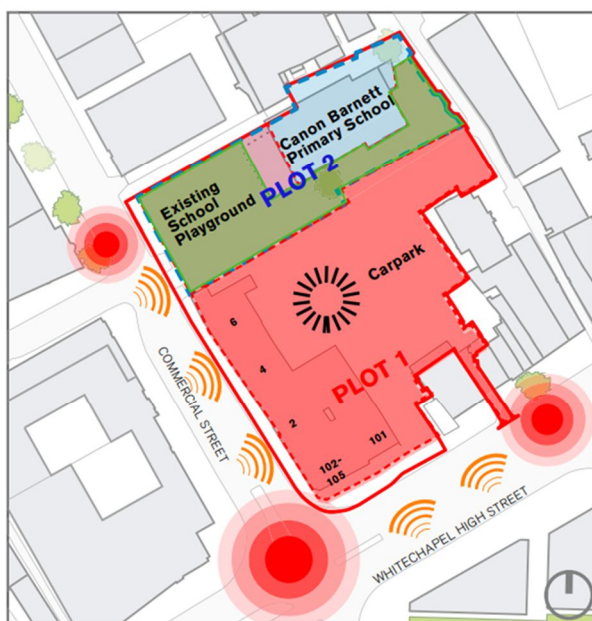 Canon Barnett
Primary School
Existing
School
Playground
PLOT 2
Carpark
6
4
2
PLOT 1
101
102-
105
COMMERCIAL STREET
WHITECHAPEL HIGH STREET